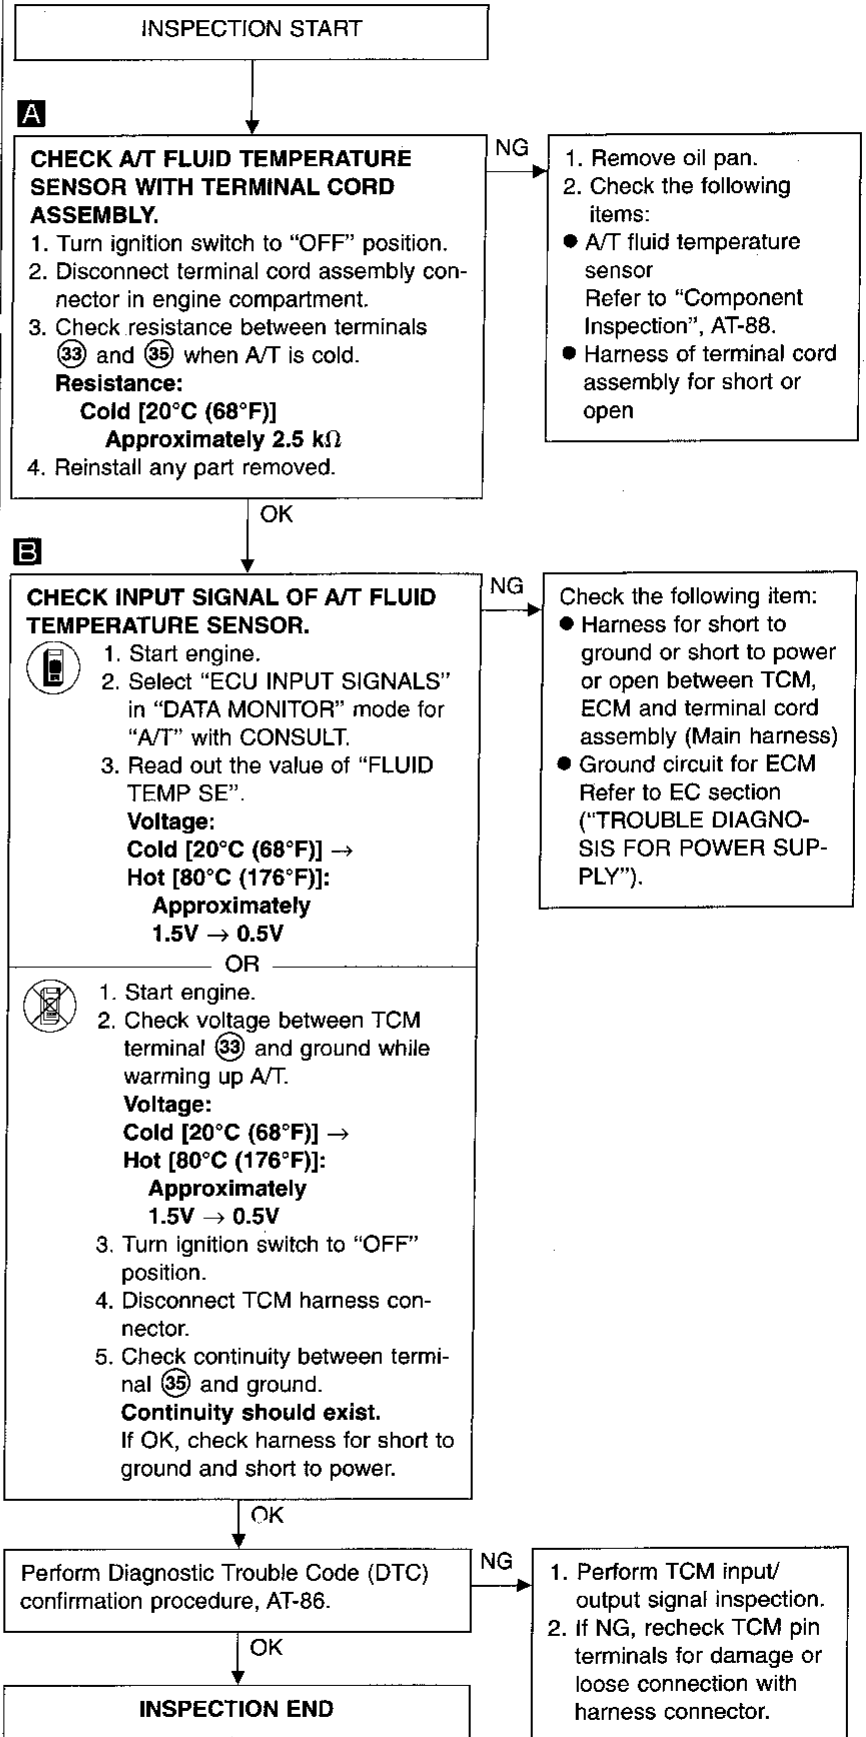 INSPECTION START
A
CHECK A/T FLUID TEMPERATURE
SENSOR WITH TERMINAL CORD
ASSEMBLY.
1. Turn ignition switch to “OFF” position.
2. Disconnect terminal cord assembly con-
nector in engine compartment.
3. Check resistance between terminals
33 and 35 when A/T is cold.
Resistance:
Cold [20°C (68°F)]
Approximately 2.5 kΩ
4. Reinstall any part removed.
NG
1. Remove oil pan.
2. Check the following
items:
● A/T fluid temperature
sensor
Refer to “Component
Inspection”, AT-88.
● Harness of terminal cord
assembly for short or
open
OK
B
CHECK INPUT SIGNAL OF A/T FLUID
TEMPERATURE SENSOR.
1. Start engine.
2. Select “ECU INPUT SIGNALS”
in “DATA MONITOR” mode for
“A/T” with CONSULT.
3. Read out the value of “FLUID
TEMP SE”.
Voltage:
Cold [20°C (68°F)] →
Hot [80°C (176°F)]:
Approximately
1.5V → 0.5V
OR
1. Start engine.
2. Check voltage between TCM
terminal 33 and ground while
warming up A/T.
Voltage:
Cold [20°C (68°F)] →
Hot [80°C (176°F)]:
Approximately
1.5V → 0.5V
3. Turn ignition switch to “OFF”
position.
4. Disconnect TCM harness con-
nector.
5. Check continuity between termi-
nal 35 and ground.
Continuity should exist.
If OK, check harness for short to
ground and short to power.
NG
Check the following item:
● Harness for short to
ground or short to power
or open between TCM,
ECM and terminal cord
assembly (Main harness)
● Ground circuit for ECM
Refer to EC section
(“TROUBLE DIAGNO-
SIS FOR POWER SUP-
PLY”).
OK
Perform Diagnostic Trouble Code (DTC)
confirmation procedure, AT-86.
NG
1. Perform TCM input/
output signal inspection.
2. If NG, recheck TCM pin
terminals for damage or
loose connection with
harness connector.
OK
INSPECTION END